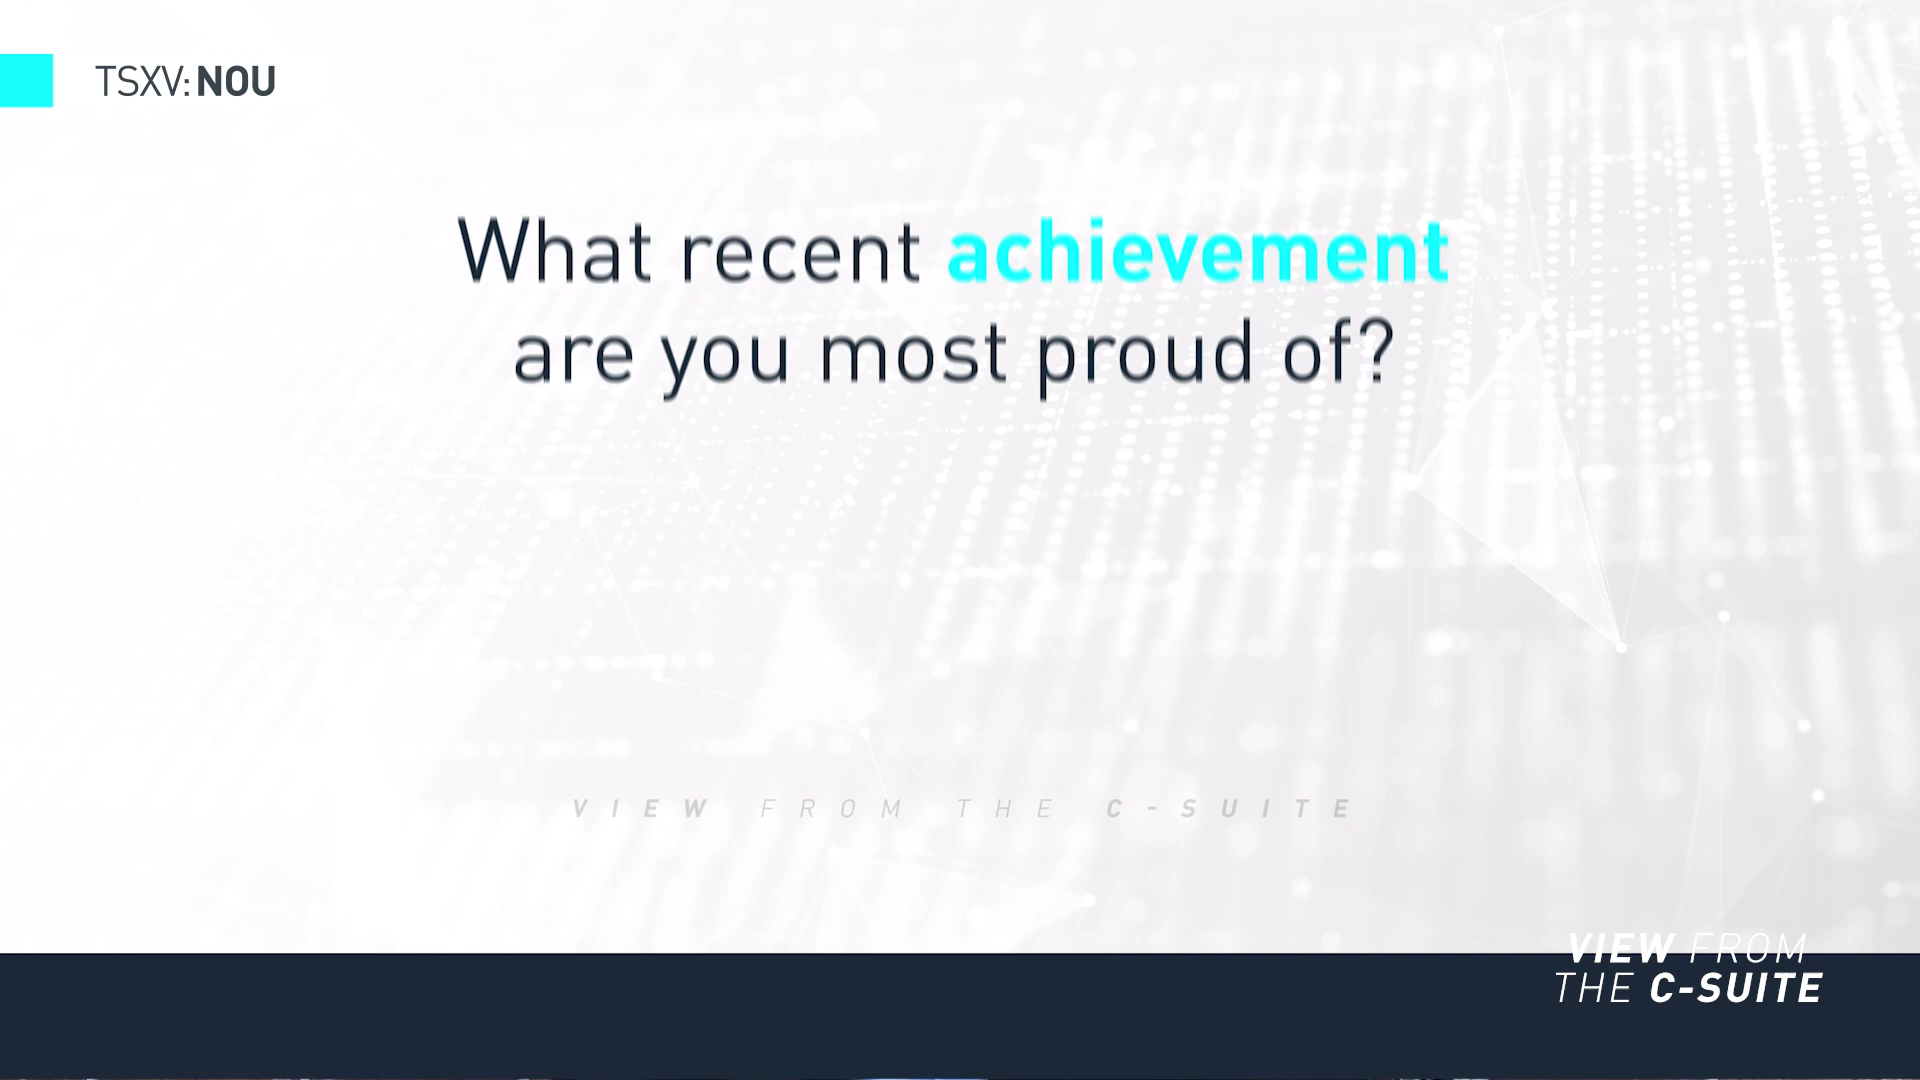 TSXV:NOU
What recent achievement
are you most proud of?
VIEW FROM THE C-SUITE
VIEW FROM
THE C-SUITE